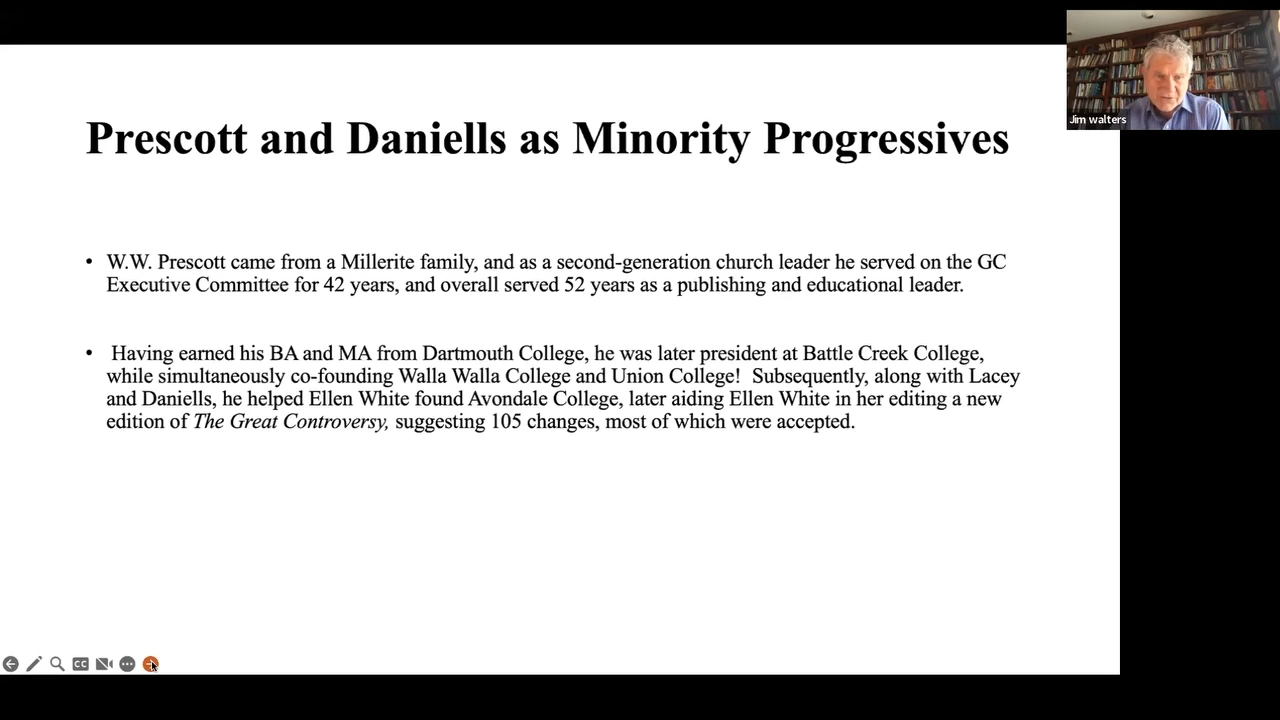 Jim walters
Prescott and Daniells as Minority Progressives
• W.W. Prescott came from a Millerite family, and as a second-generation church leader he served on the GC
Executive Committee for 42 years, and overall served 52 years as a publishing and educational leader.
• Having earned his BA and MA from Dartmouth College, he was later president at Battle Creek College,
while simultaneously co-founding Walla Walla College and Union College! Subsequently, along with Lacey
and Daniells, he helped Ellen White found Avondale College, later aiding Ellen White in her editing a new
edition of The Great Controversy, suggesting 105 changes, most of which were accepted.
CC